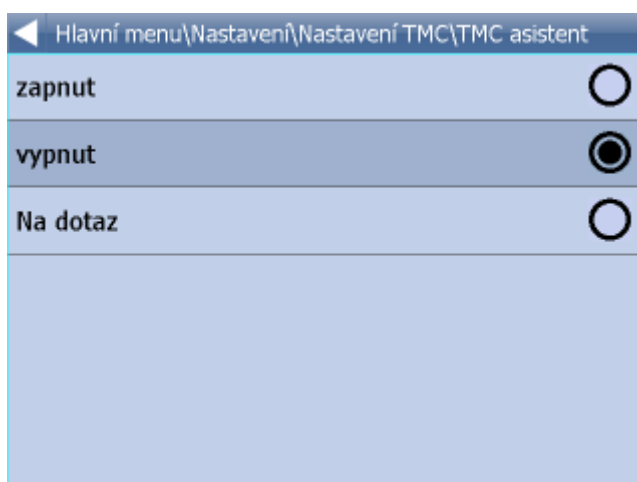 Hlavní menu\Nastavení\Nastavení TMC\TMC asistent
zapnut
vypnut
Na dotaz